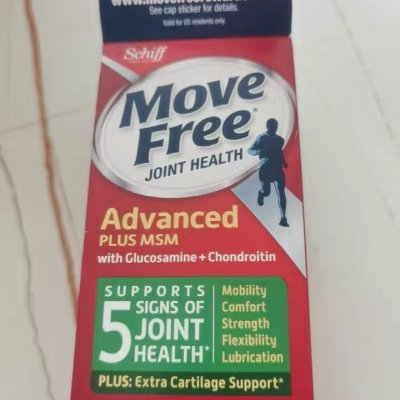 See cap sticker for details.
Valid for US residents only.
Schiff
Move
Free®
JOINT HEALTH
Advanced
PLUS MSM
with Glucosamine + Chondroitin
SUPPORTS
5 SIGNS OF
JOINT
HEALTH*
Mobility
Comfort
Strength
Flexibility
Lubrication
PLUS: Extra Cartilage Support*